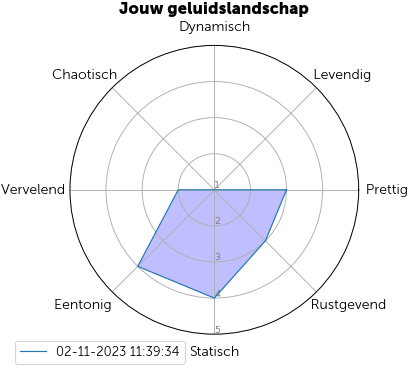 Jouw geluidslandschap
Dynamisch
Chaotisch
Levendig
Vervelend
Prettig
1
2
3
4
5
Eentonig
Rustgevend
Statisch
02-11-2023 11:39:34